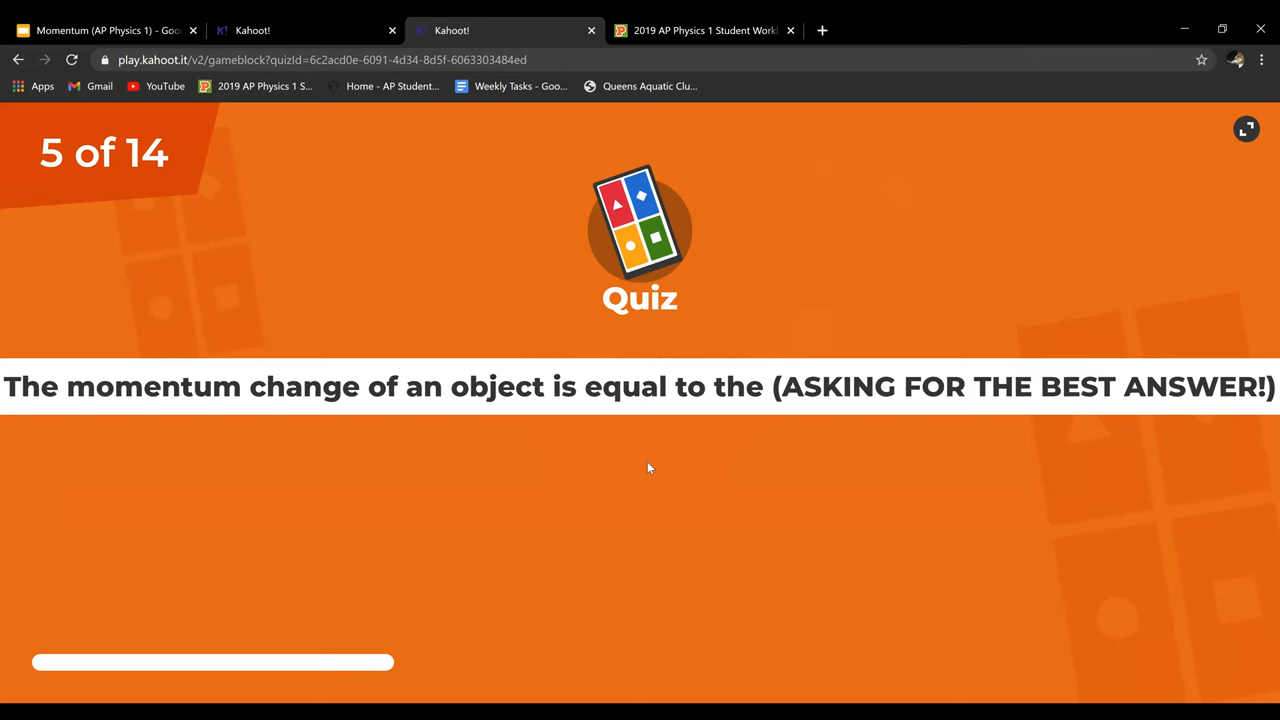 Momentum (AP Physics 1) - Goo
Kahoot!
Kahoot!
2019 AP Physics 1 Student Workb
play.kahoot.it/v2/gameblock?quizId=6c2acd0e-6091-4d34-8d5f-6063303484ed
Apps
Gmail
YouTube
2019 AP Physics 1 S...
Home - AP Student...
Weekly Tasks - Goo...
Queens Aquatic Clu...
5 of 14
Quiz
The momentum change of an object is equal to the (ASKING FOR THE BEST ANSWER!)